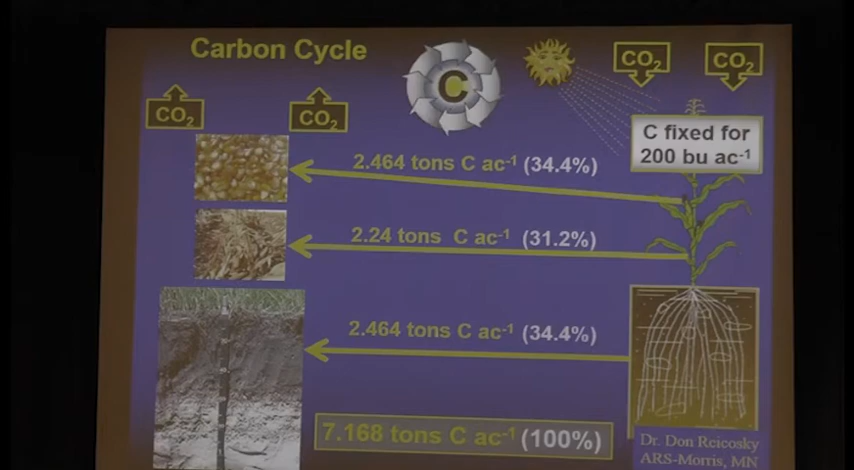 Carbon Cycle
C
CO₂
CO₂
CO₂
CO₂
C fixed for
200 bu ac⁻¹
2.464 tons C ac⁻¹ (34.4%)
2.24 tons C ac⁻¹ (31.2%)
2.464 tons C ac⁻¹ (34.4%)
7.168 tons C ac⁻¹ (100%)
Dr. Don Reicosky
ARS-Morris, MN